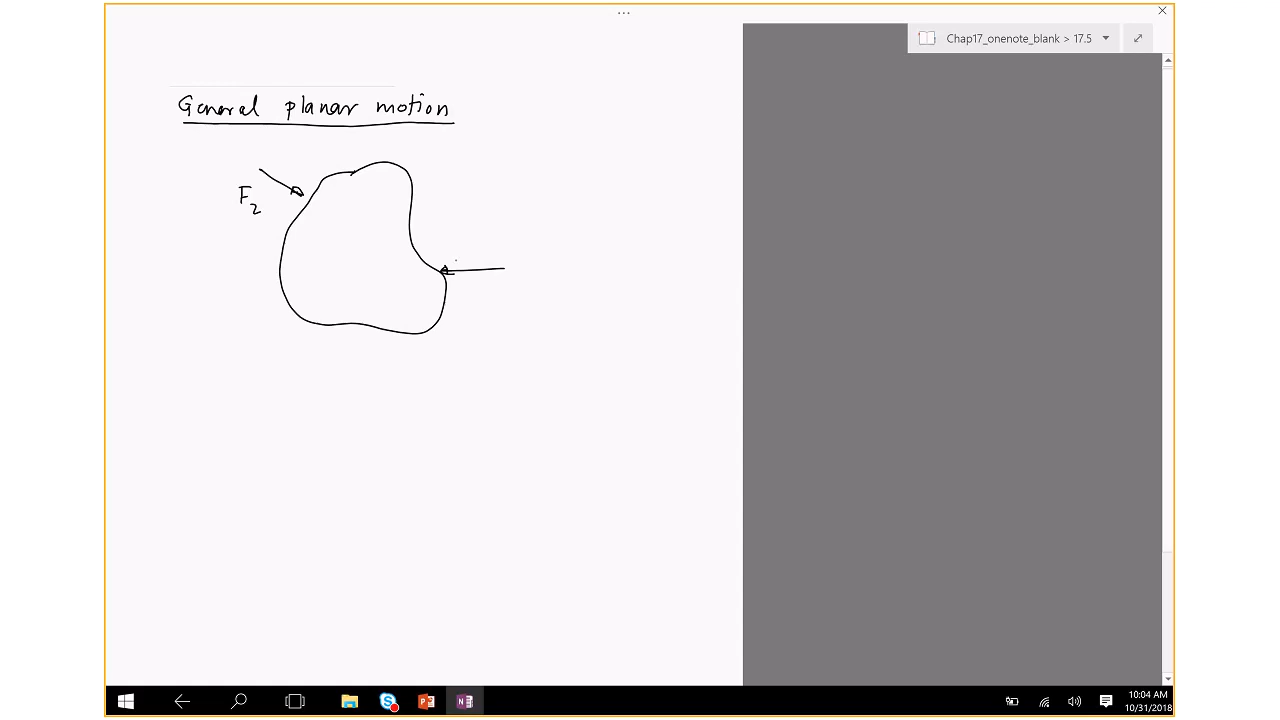 Chap17_onenote_blank > 17.5
General planar motion
F2
10:04 AM
10/31/2018